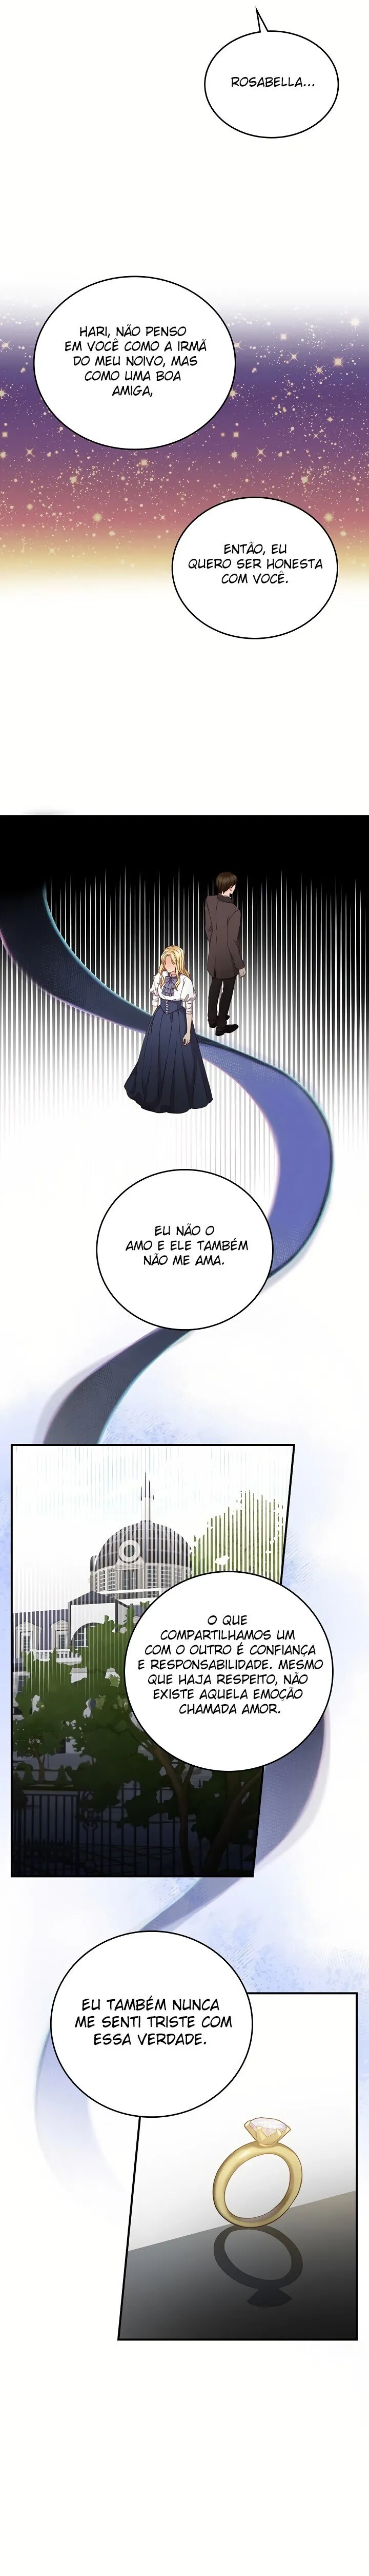 ROSABELLA...
HARI, NÃO PENSO
EM VOCÊ COMO A IRMÃ
DO MEU NOIVO, MAS
COMO UMA BOA
AMIGA,
ENTÃO, EU
QUERO SER HONESTA
COM VOCÊ.
EU NÃO O
AMO E ELE TAMBÉM
NÃO ME AMA.
O QUE
COMPARTILHAMOS UM
COM O OUTRO É CONFIANÇA
E RESPONSABILIDADE. MESMO
QUE HAJA RESPEITO, NÃO
EXISTE AQUELA EMOÇÃO
CHAMADA AMOR.
EU TAMBÉM NUNCA
ME SENTI TRISTE COM
ESSA VERDADE.